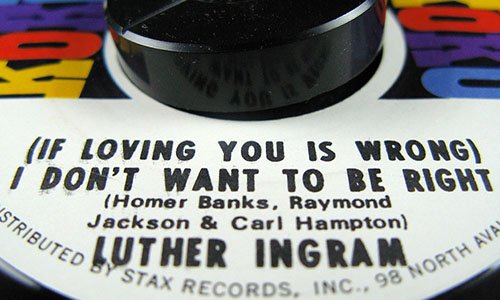 (IF LOVING YOU IS WRONG)
I DON'T WANT TO BE RIGHT
(Homer Banks, Raymond
Jackson & Carl Hampton)
LUTHER INGRAM
DISTRIBUTED BY STAX RECORDS, INC., 98 NORTH AVA